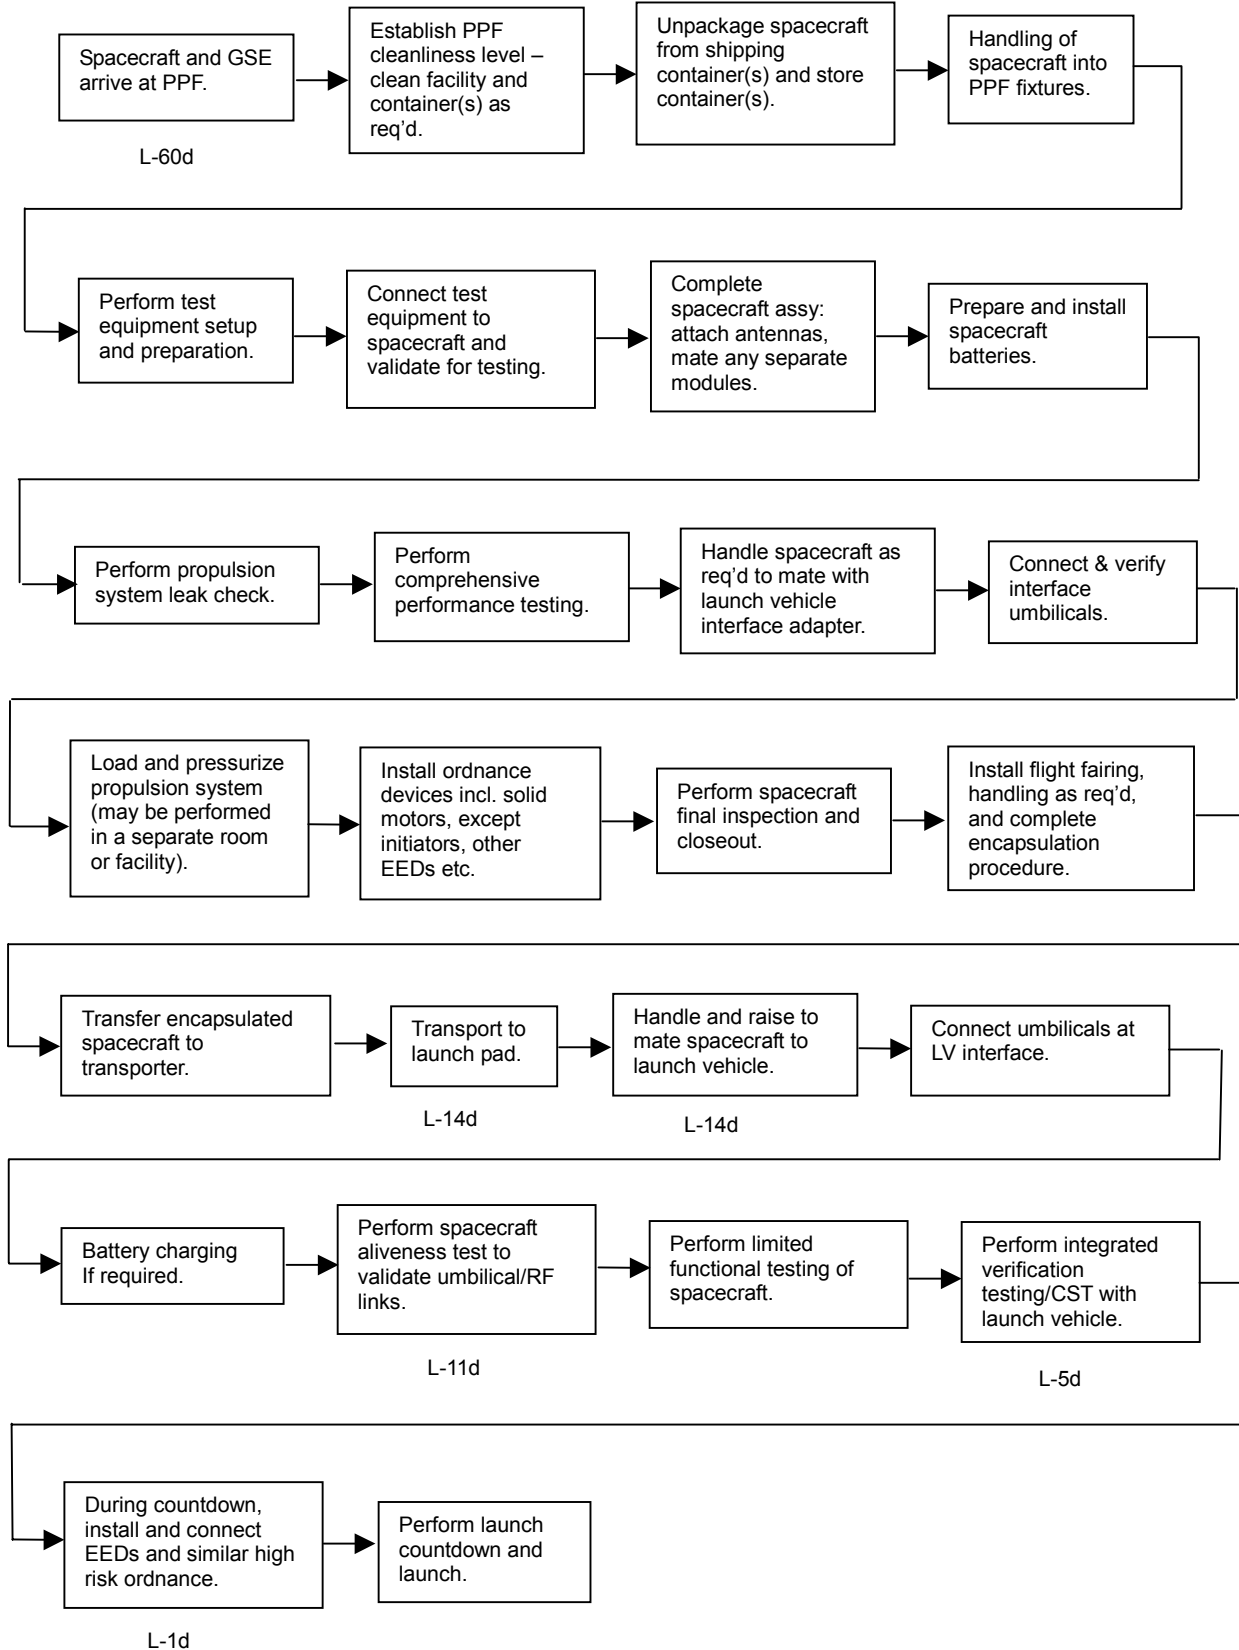 Spacecraft and GSE
arrive at PPF.
L-60d
Establish PPF
cleanliness level –
clean facility and
container(s) as
req’d.
Unpackage spacecraft
from shipping
container(s) and store
container(s).
Handling of
spacecraft into
PPF fixtures.
Perform test
equipment setup
and preparation.
Connect test
equipment to
spacecraft and
validate for testing.
Complete
spacecraft assy:
attach antennas,
mate any separate
modules.
Prepare and install
spacecraft
batteries.
Perform propulsion
system leak check.
Perform
comprehensive
performance testing.
Handle spacecraft as
req’d to mate with
launch vehicle
interface adapter.
Connect & verify
interface
umbilicals.
Load and pressurize
propulsion system
(may be performed
in a separate room
or facility).
Install ordnance
devices incl. solid
motors, except
initiators, other
EEDs etc.
Perform spacecraft
final inspection and
closeout.
Install flight fairing,
handling as req’d,
and complete
encapsulation
procedure.
Transfer encapsulated
spacecraft to
transporter.
Transport to
launch pad.
L-14d
Handle and raise to
mate spacecraft to
launch vehicle.
L-14d
Connect umbilicals at
LV interface.
Battery charging
If required.
Perform spacecraft
aliveness test to
validate umbilical/RF
links.
L-11d
Perform limited
functional testing of
spacecraft.
Perform integrated
verification
testing/CST with
launch vehicle.
L-5d
During countdown,
install and connect
EEDs and similar high
risk ordnance.
L-1d
Perform launch
countdown and
launch.